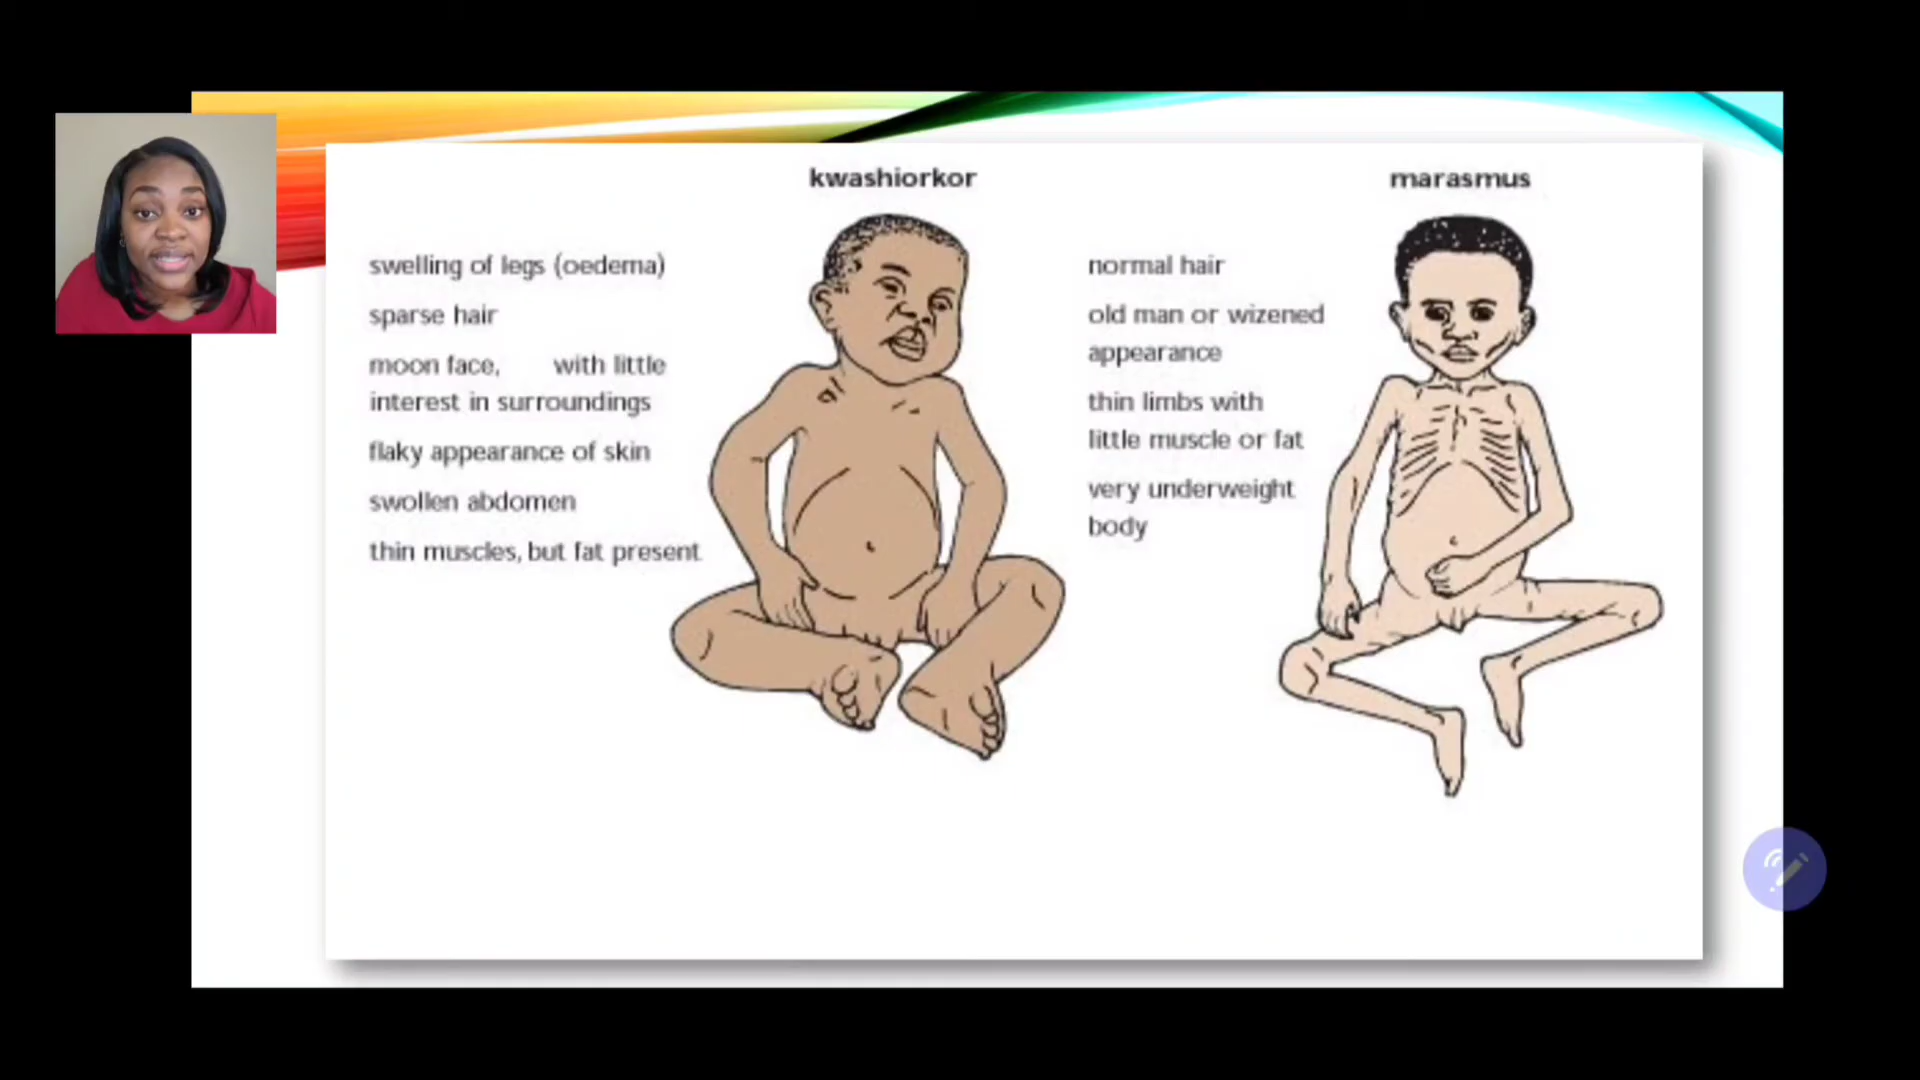 kwashiorkor
swelling of legs (oedema)
sparse hair
moon face, with little
interest in surroundings
flaky appearance of skin
swollen abdomen
thin muscles, but fat present
marasmus
normal hair
old man or wizened
appearance
thin limbs with
little muscle or fat
very underweight
body